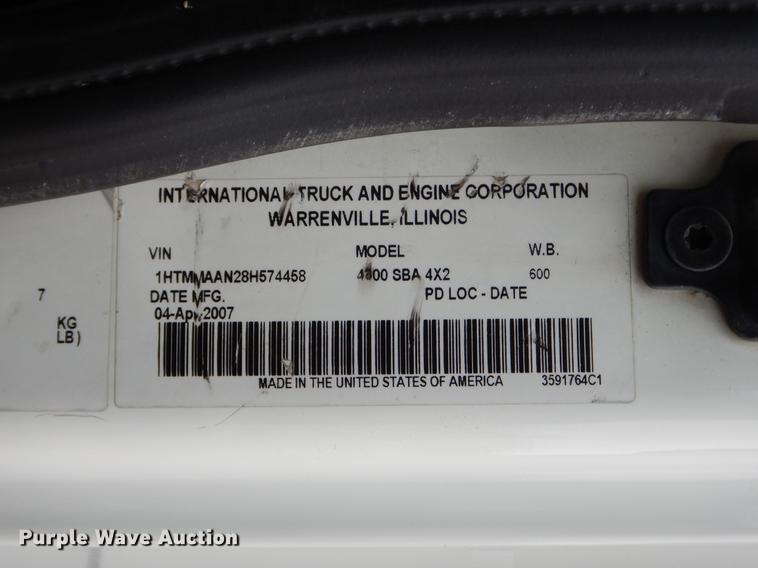 INTERNATIONAL TRUCK AND ENGINE CORPORATION
WARRENVILLE, ILLINOIS
VIN MODEL W.B.
1HTMMAAN28H574458 4300 SBA 4X2 600
DATE MFG. PD LOC - DATE
04-Apr-2007
MADE IN THE UNITED STATES OF AMERICA 3591764C1
7
KG
LB)
Purple Wave Auction